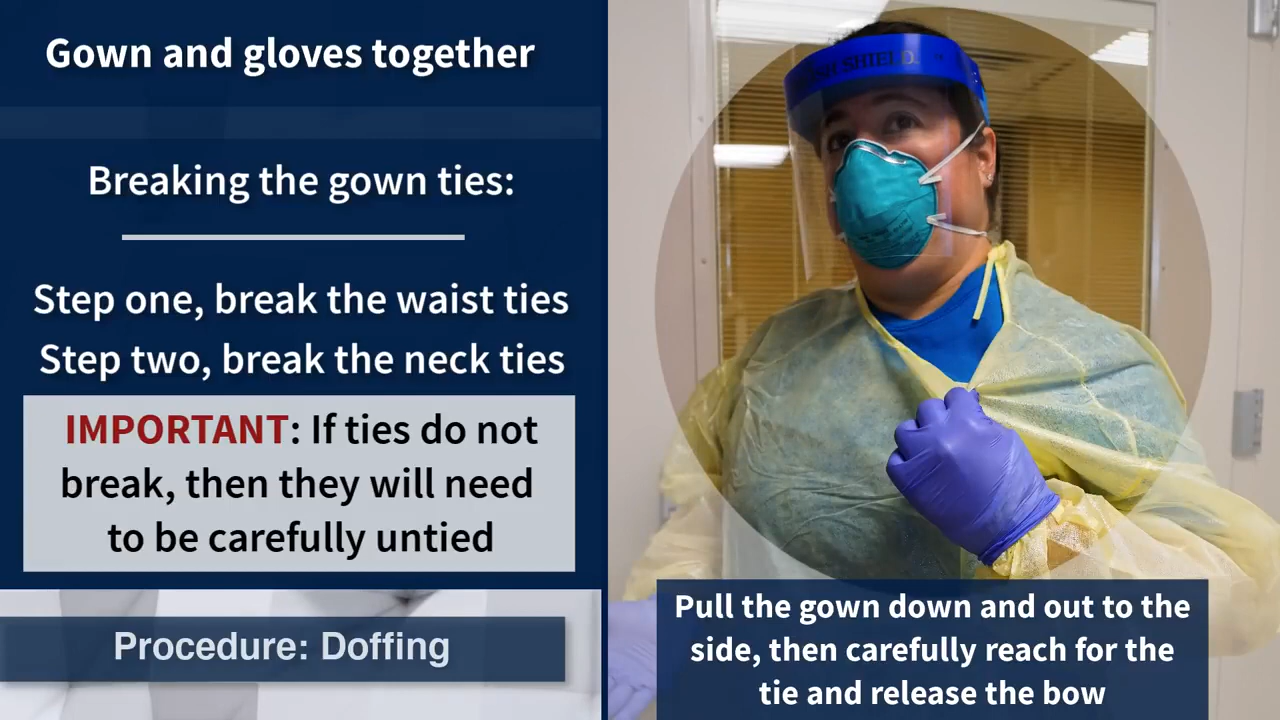 Gown and gloves together
Breaking the gown ties:
Step one, break the waist ties
Step two, break the neck ties
IMPORTANT: If ties do not
break, then they will need
to be carefully untied
Procedure: Doffing
SHIELD.
Pull the gown down and out to the
side, then carefully reach for the
tie and release the bow